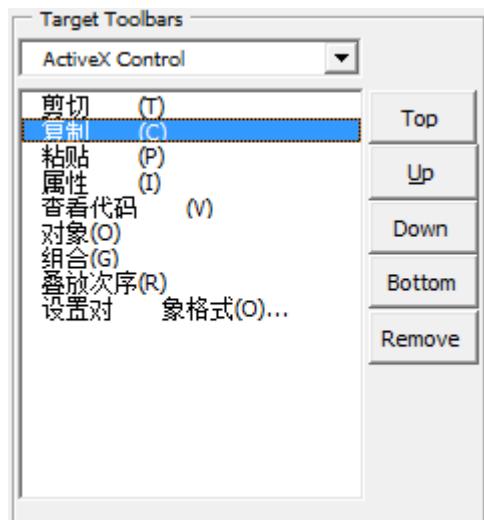 Target Toolbars
ActiveX Control
剪切 (T)
复制 (C)
粘贴 (P)
属性 (I)
查看代码 (V)
对象(O)
组合(G)
叠放次序(R)
设置对 象格式(O)...
Top
Up
Down
Bottom
Remove